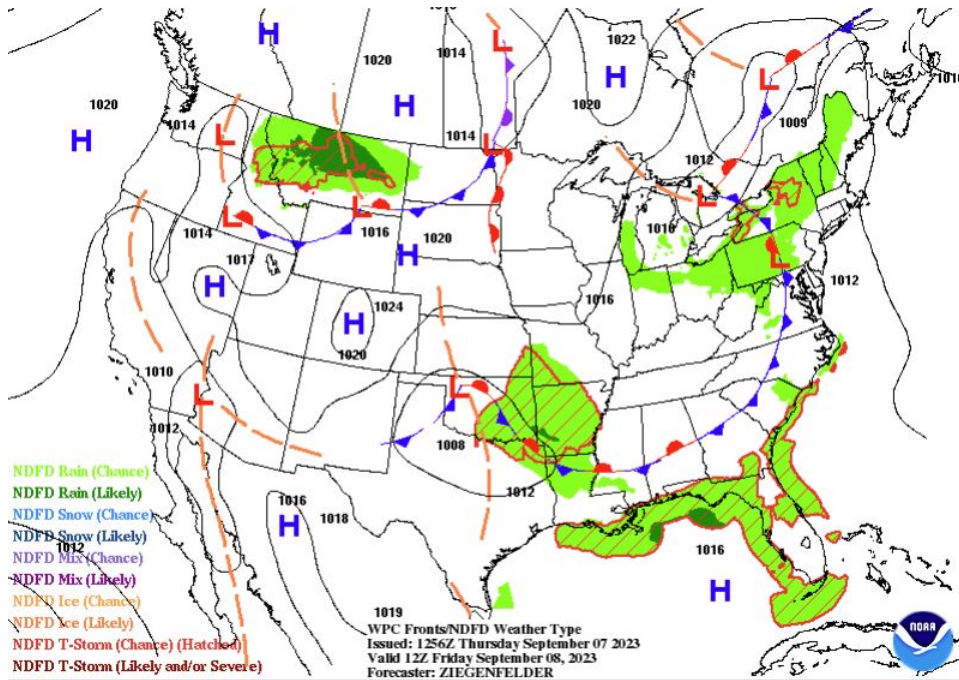 1018
1022
1014
1020
H
L
1016
1020
H
H
L
1020
H
1020
1009
H
1014
L
1014
L
1012
L
L
L
1016
1010
1014
1020
H
L
1017
1012
H
1016
1024
H
1020
1010
L
L
1012
1008
NDFD Rain (Chance)
NDFD Rain (Likely)
NDFD Snow (Chance)
NDFD Snow (Likely)
NDFD Mix (Chance)
NDFD Mix (Likely)
NDFD Ice (Chance)
NDFD Ice (Likely)
NDFD T-Storm (Chance) (Hatched)
NDFD T-Storm (Likely and/or Severe)
1012
1016
H
1018
1012
1016
H
1019
WPC Fronts/NDFD Weather Type
Issued: 1256Z Thursday September 07 2023
Valid 12Z Friday September 08, 2023
Forecaster: ZIEGENFELDER
NOAA